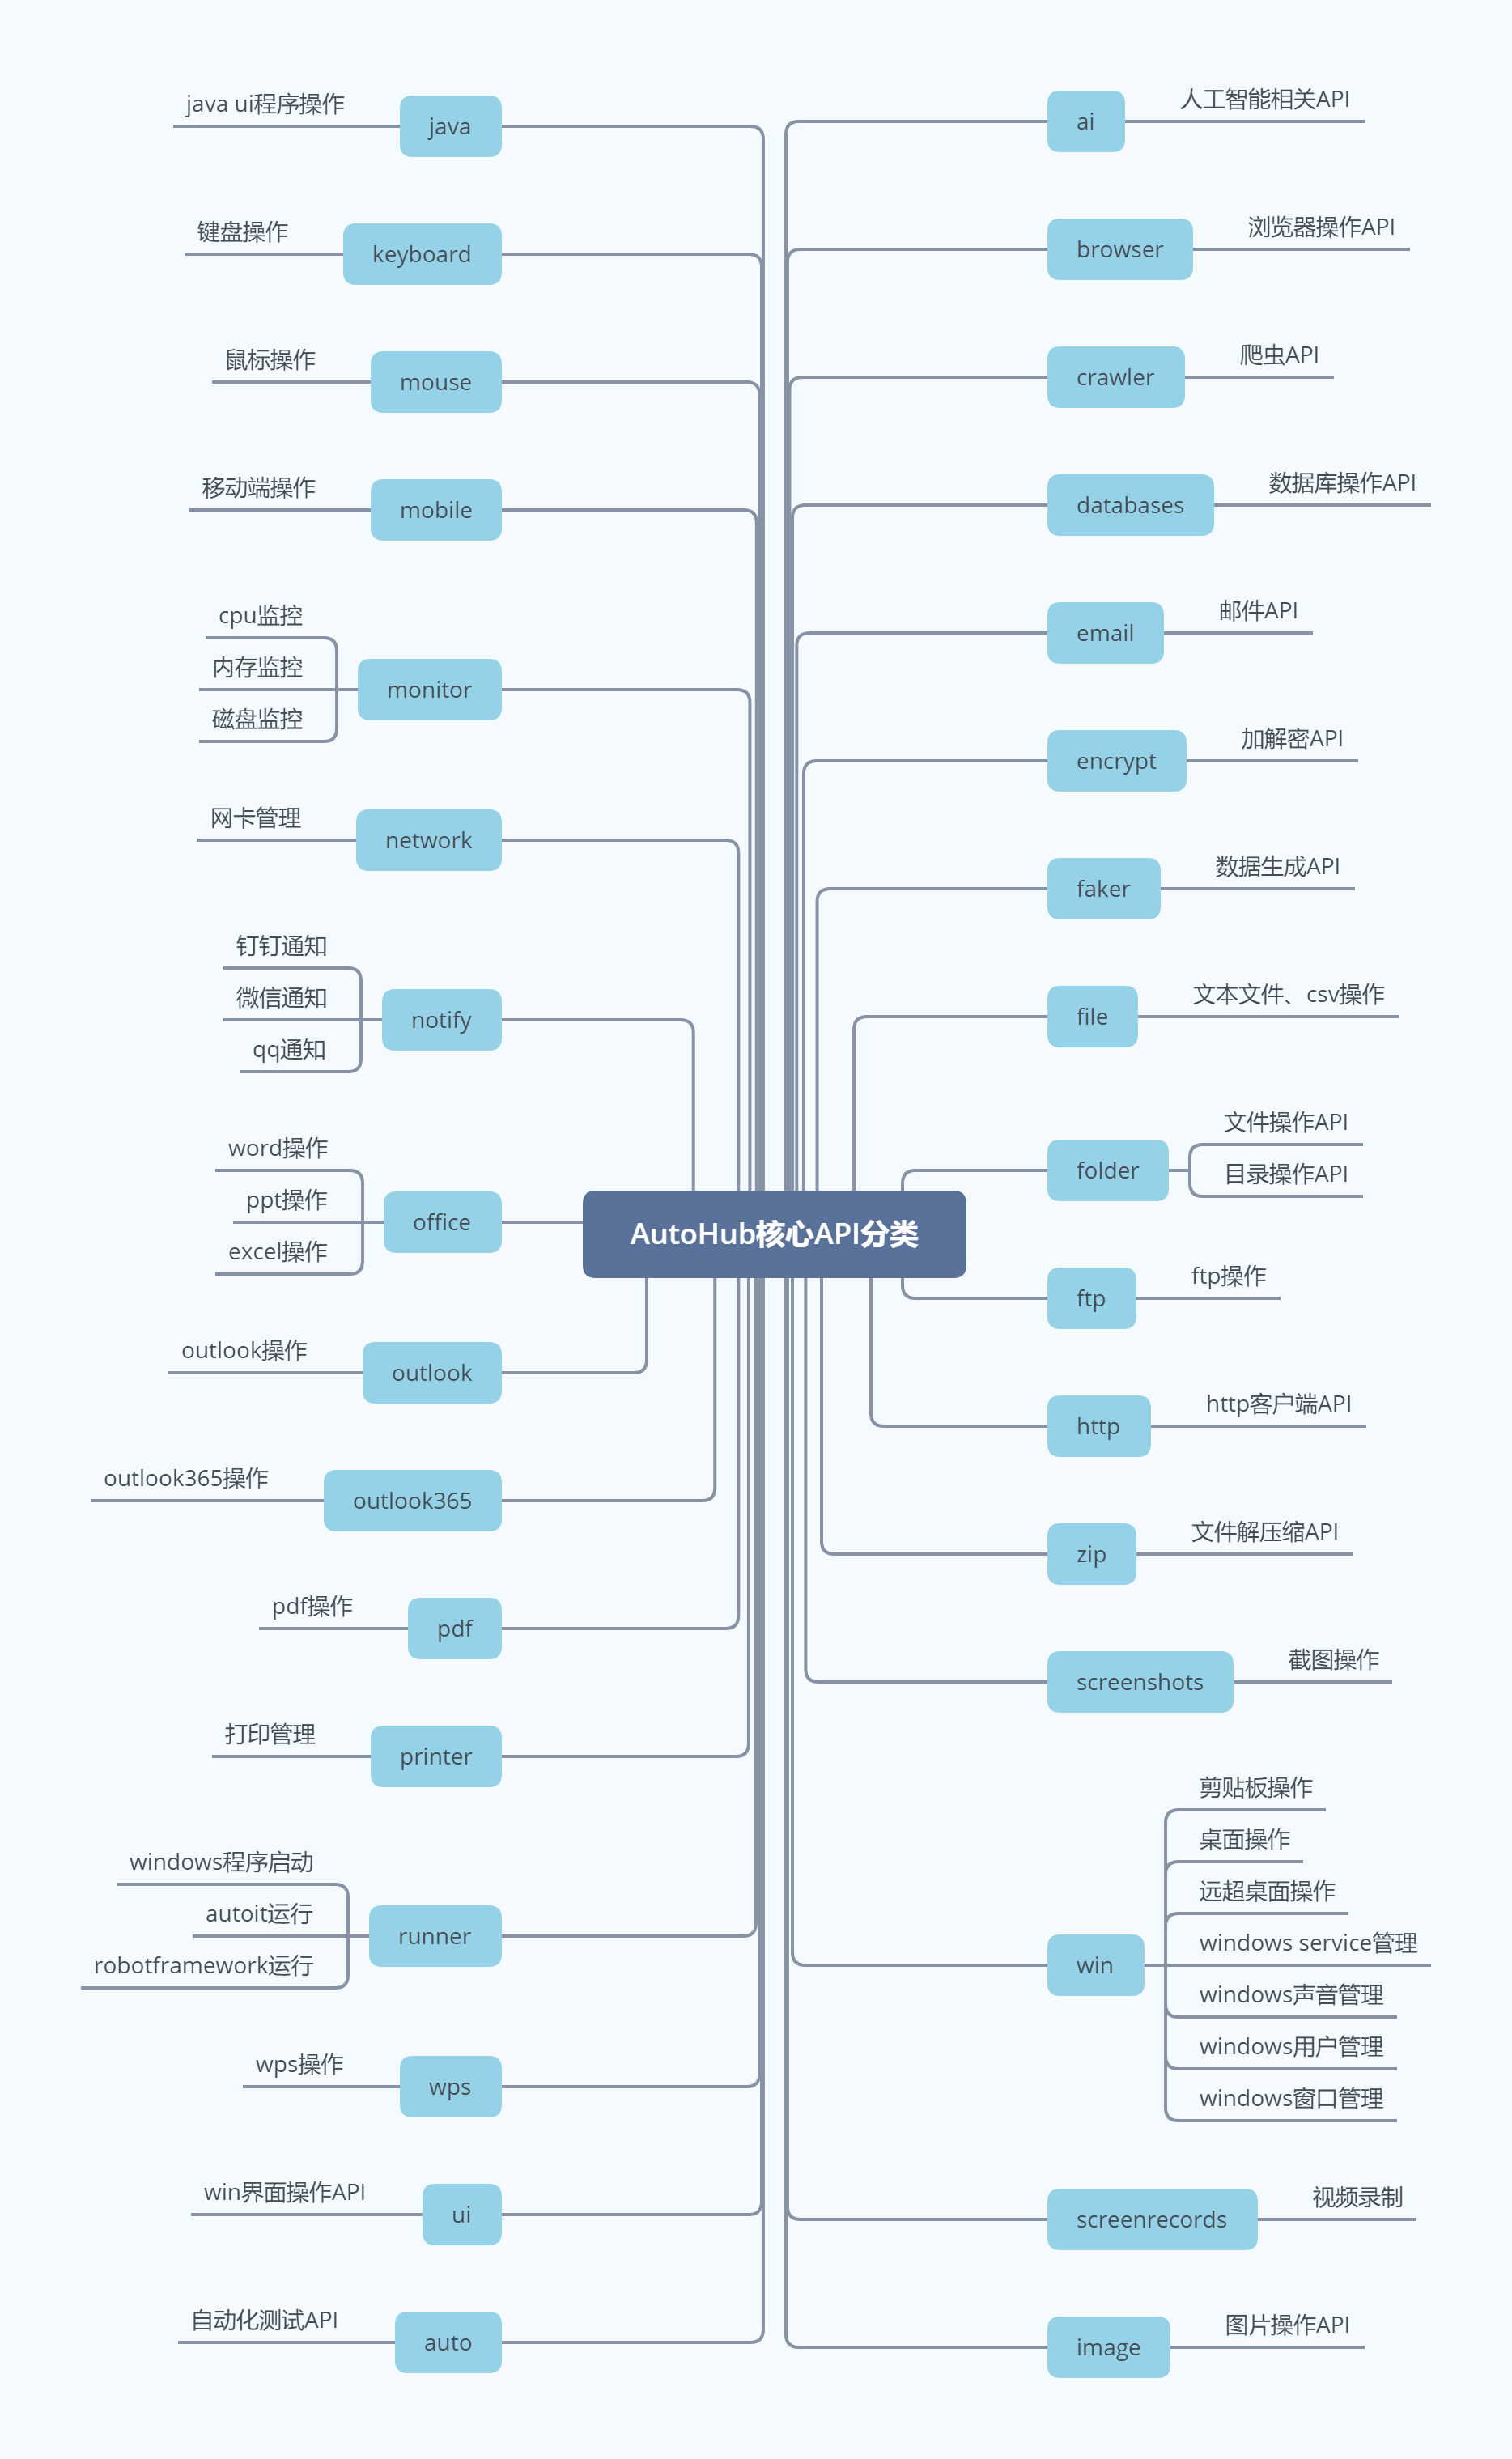 AutoHub核心API分类
java
java ui程序操作
keyboard
键盘操作
mouse
鼠标操作
mobile
移动端操作
monitor
cpu监控
内存监控
磁盘监控
network
网卡管理
notify
钉钉通知
微信通知
qq通知
office
word操作
ppt操作
excel操作
outlook
outlook操作
outlook365
outlook365操作
pdf
pdf操作
printer
打印管理
runner
windows程序启动
autoit运行
robotframework运行
wps
wps操作
ui
win界面操作API
auto
自动化测试API
ai
人工智能相关API
browser
浏览器操作API
crawler
爬虫API
databases
数据库操作API
email
邮件API
encrypt
加解密API
faker
数据生成API
file
文本文件、csv操作
folder
文件操作API
目录操作API
ftp
ftp操作
http
http客户端API
zip
文件解压缩API
screenshots
截图操作
win
剪贴板操作
桌面操作
远超桌面操作
windows service管理
windows声音管理
windows用户管理
windows窗口管理
screenrecords
视频录制
image
图片操作API